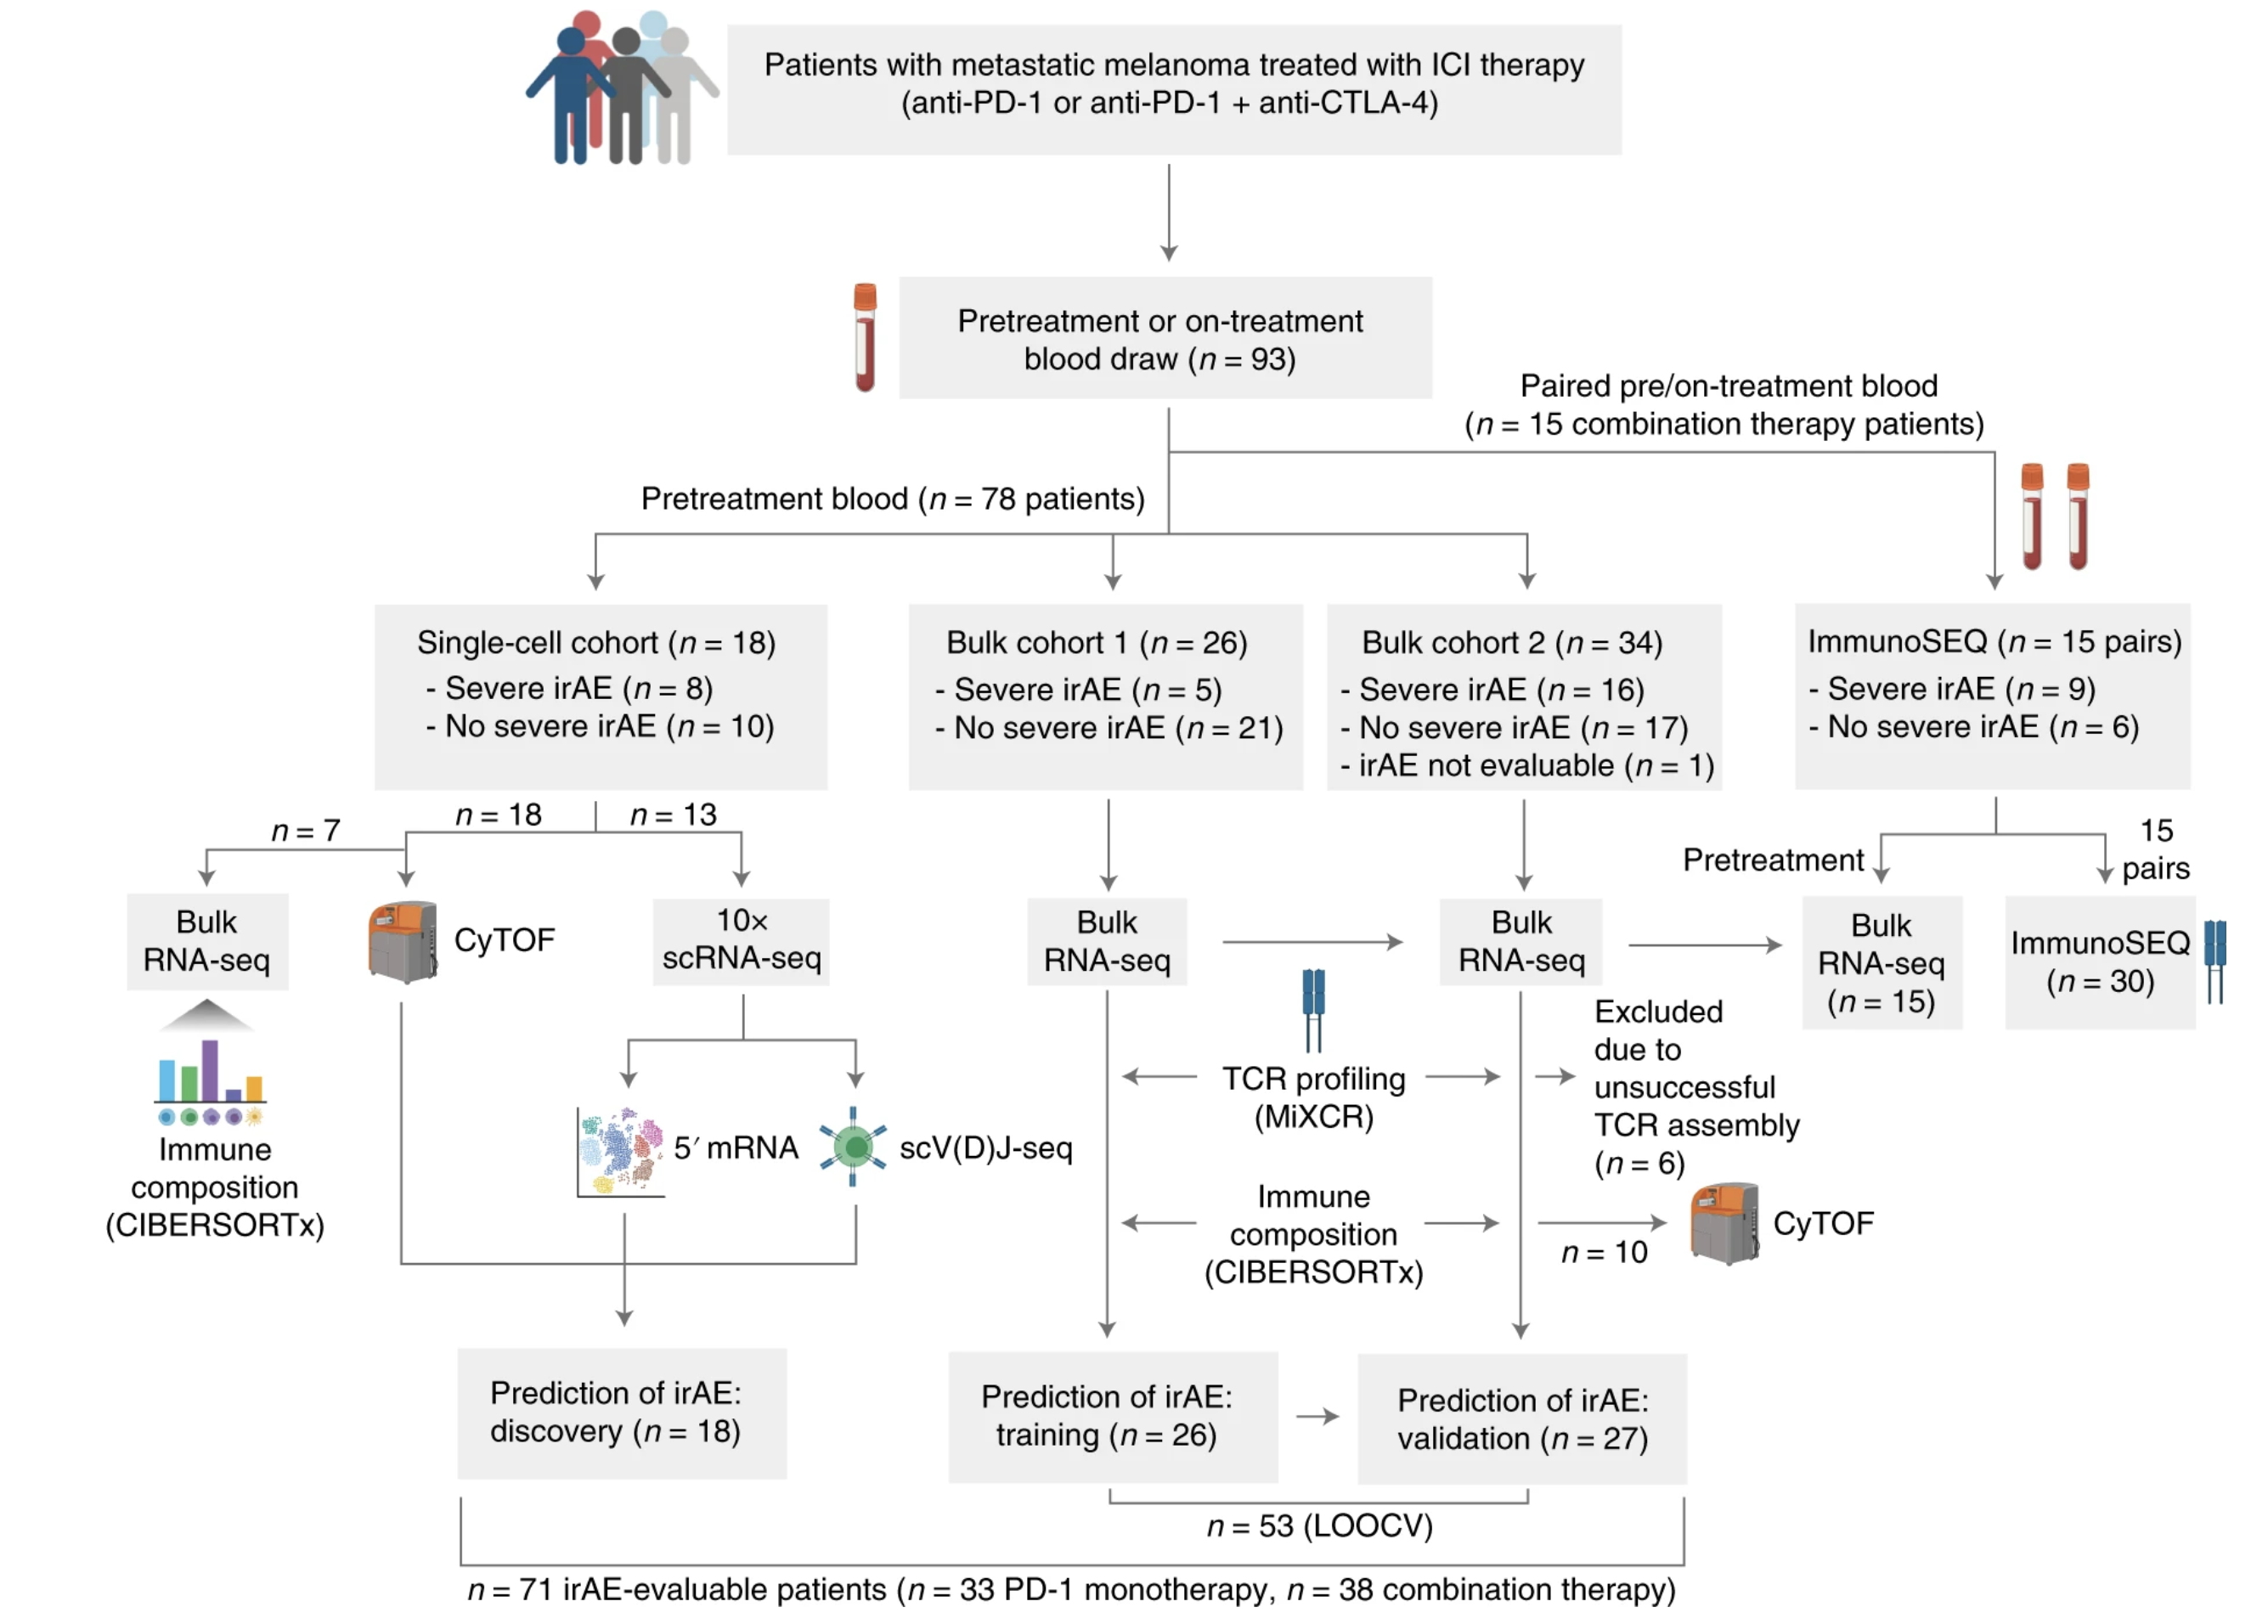 Patients with metastatic melanoma treated with ICI therapy
(anti-PD-1 or anti-PD-1 + anti-CTLA-4)
Pretreatment or on-treatment
blood draw (n = 93)
Paired pre/on-treatment blood
(n = 15 combination therapy patients)
Pretreatment blood (n = 78 patients)
Single-cell cohort (n = 18)
- Severe irAE (n = 8)
- No severe irAE (n = 10)
Bulk cohort 1 (n = 26)
- Severe irAE (n = 5)
- No severe irAE (n = 21)
Bulk cohort 2 (n = 34)
- Severe irAE (n = 16)
- No severe irAE (n = 17)
- irAE not evaluable (n = 1)
ImmunoSEQ (n = 15 pairs)
- Severe irAE (n = 9)
- No severe irAE (n = 6)
n = 7
n = 18
n = 13
Pretreatment
15
pairs
Bulk
RNA-seq
CyTOF
10×
scRNA-seq
Bulk
RNA-seq
Bulk
RNA-seq
Bulk
RNA-seq
(n = 15)
ImmunoSEQ
(n = 30)
Immune
composition
(CIBERSORTx)
5′ mRNA
scV(D)J-seq
TCR profiling
(MiXCR)
Excluded
due to
unsuccessful
TCR assembly
(n = 6)
Immune
composition
(CIBERSORTx)
n = 10
CyTOF
Prediction of irAE:
discovery (n = 18)
Prediction of irAE:
training (n = 26)
Prediction of irAE:
validation (n = 27)
n = 53 (LOOCV)
n = 71 irAE-evaluable patients (n = 33 PD-1 monotherapy, n = 38 combination therapy)